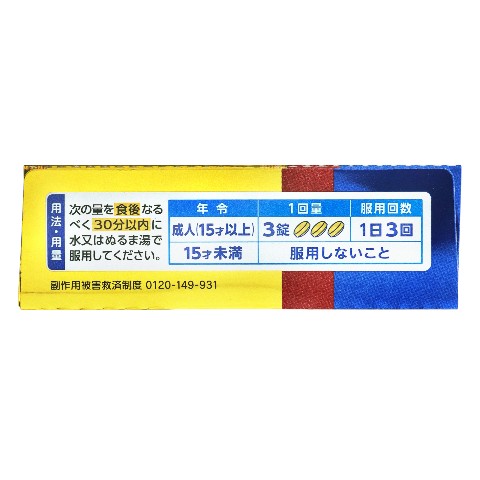 用法・用量
次の量を食後なる
べく30分以内に
水又はぬるま湯で
服用してください。
年令 1回量 服用回数
成人(15才以上) 3錠 1日3回
15才未満 服用しないこと
副作用被害救済制度 0120-149-931